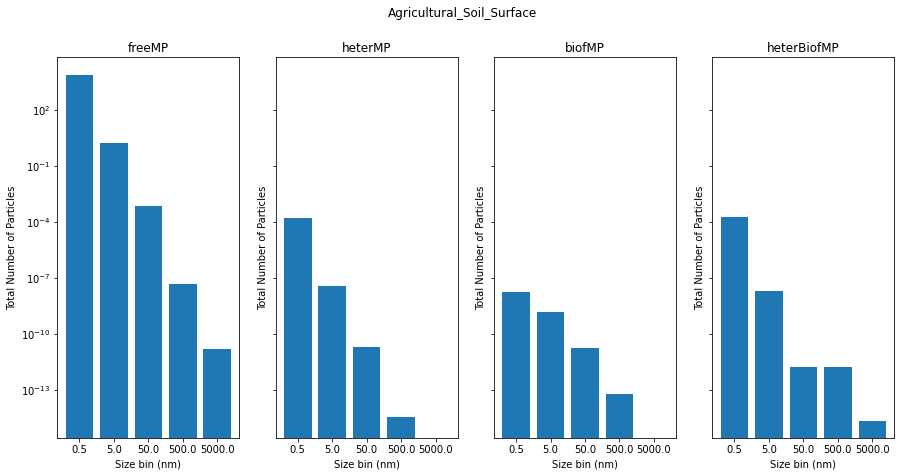 Agricultural_Soil_Surface
freeMP
heterMP
biofMP
heterBiofMP
Total Number of Particles
10²
10⁻¹
10⁻⁴
10⁻⁷
10⁻¹⁰
10⁻¹³
0.5 5.0 50.0 500.0 5000.0
Size bin (nm)
Total Number of Particles
0.5 5.0 50.0 500.0 5000.0
Size bin (nm)
Total Number of Particles
0.5 5.0 50.0 500.0 5000.0
Size bin (nm)
Total Number of Particles
0.5 5.0 50.0 500.0 5000.0
Size bin (nm)